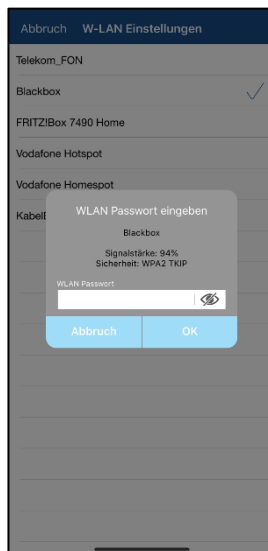 Abbruch W-LAN Einstellungen
Telekom_FON
Blackbox
FRITZ!Box 7490 Home
Vodafone Hotspot
Vodafone Homespot
WLAN Passwort eingeben
Blackbox
Signalstärke: 94%
Sicherheit: WPA2 TKIP
WLAN Passwort
Abbruch OK